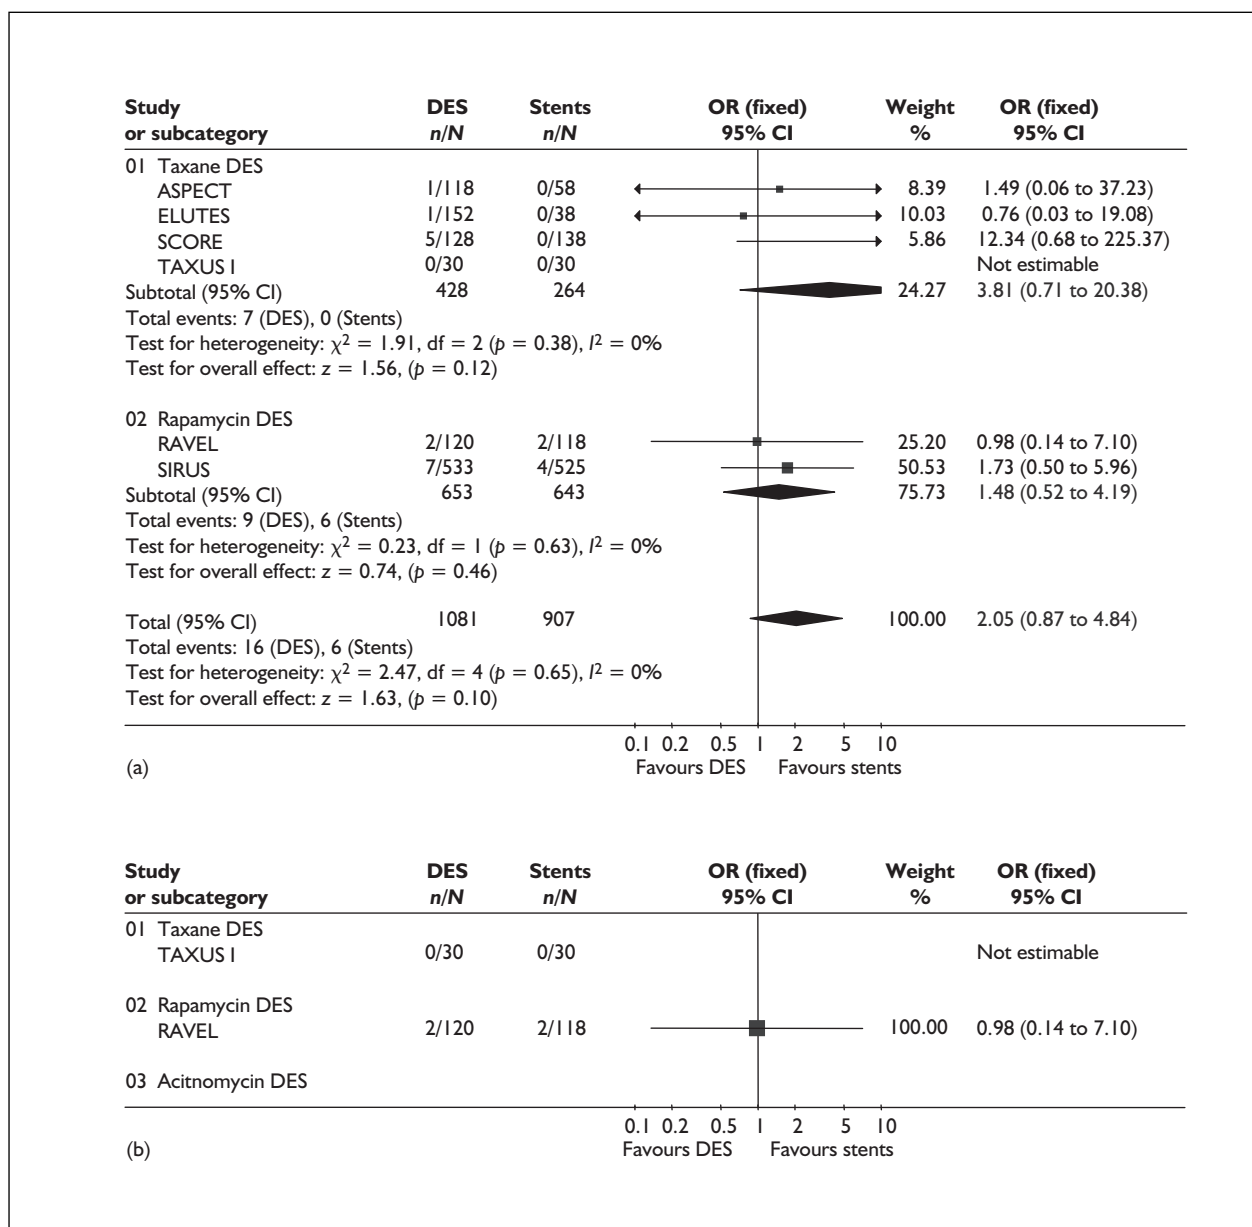 Study DES Stents OR (fixed) Weight OR (fixed)
or subcategory n/N n/N 95% CI % 95% CI
01 Taxane DES
ASPECT 1/118 0/58 8.39 1.49 (0.06 to 37.23)
ELUTES 1/152 0/38 10.03 0.76 (0.03 to 19.08)
SCORE 5/128 0/138 5.86 12.34 (0.68 to 225.37)
TAXUS I 0/30 0/30 Not estimable
Subtotal (95% CI) 428 264 24.27 3.81 (0.71 to 20.38)
Total events: 7 (DES), 0 (Stents)
Test for heterogeneity: χ² = 1.91, df = 2 (p = 0.38), I² = 0%
Test for overall effect: z = 1.56, (p = 0.12)
02 Rapamycin DES
RAVEL 2/120 2/118 25.20 0.98 (0.14 to 7.10)
SIRUS 7/533 4/525 50.53 1.73 (0.50 to 5.96)
Subtotal (95% CI) 653 643 75.73 1.48 (0.52 to 4.19)
Total events: 9 (DES), 6 (Stents)
Test for heterogeneity: χ² = 0.23, df = 1 (p = 0.63), I² = 0%
Test for overall effect: z = 0.74, (p = 0.46)
Total (95% CI) 1081 907 100.00 2.05 (0.87 to 4.84)
Total events: 16 (DES), 6 (Stents)
Test for heterogeneity: χ² = 2.47, df = 4 (p = 0.65), I² = 0%
Test for overall effect: z = 1.63, (p = 0.10)
0.1 0.2 0.5 1 2 5 10
(a) Favours DES Favours stents
Study DES Stents OR (fixed) Weight OR (fixed)
or subcategory n/N n/N 95% CI % 95% CI
01 Taxane DES
TAXUS I 0/30 0/30 Not estimable
02 Rapamycin DES
RAVEL 2/120 2/118 100.00 0.98 (0.14 to 7.10)
03 Acitnomycin DES
0.1 0.2 0.5 1 2 5 10
(b) Favours DES Favours stents